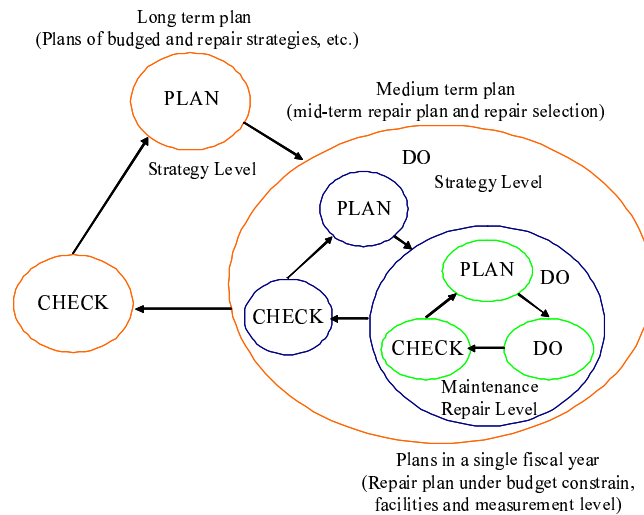 Long term plan
(Plans of budged and repair strategies, etc.)
PLAN
Strategy Level
CHECK
Medium term plan
(mid-term repair plan and repair selection)
DO
Strategy Level
PLAN
CHECK
PLAN
DO
CHECK
DO
Maintenance
Repair Level
Plans in a single fiscal year
(Repair plan under budget constrain,
facilities and measurement level)